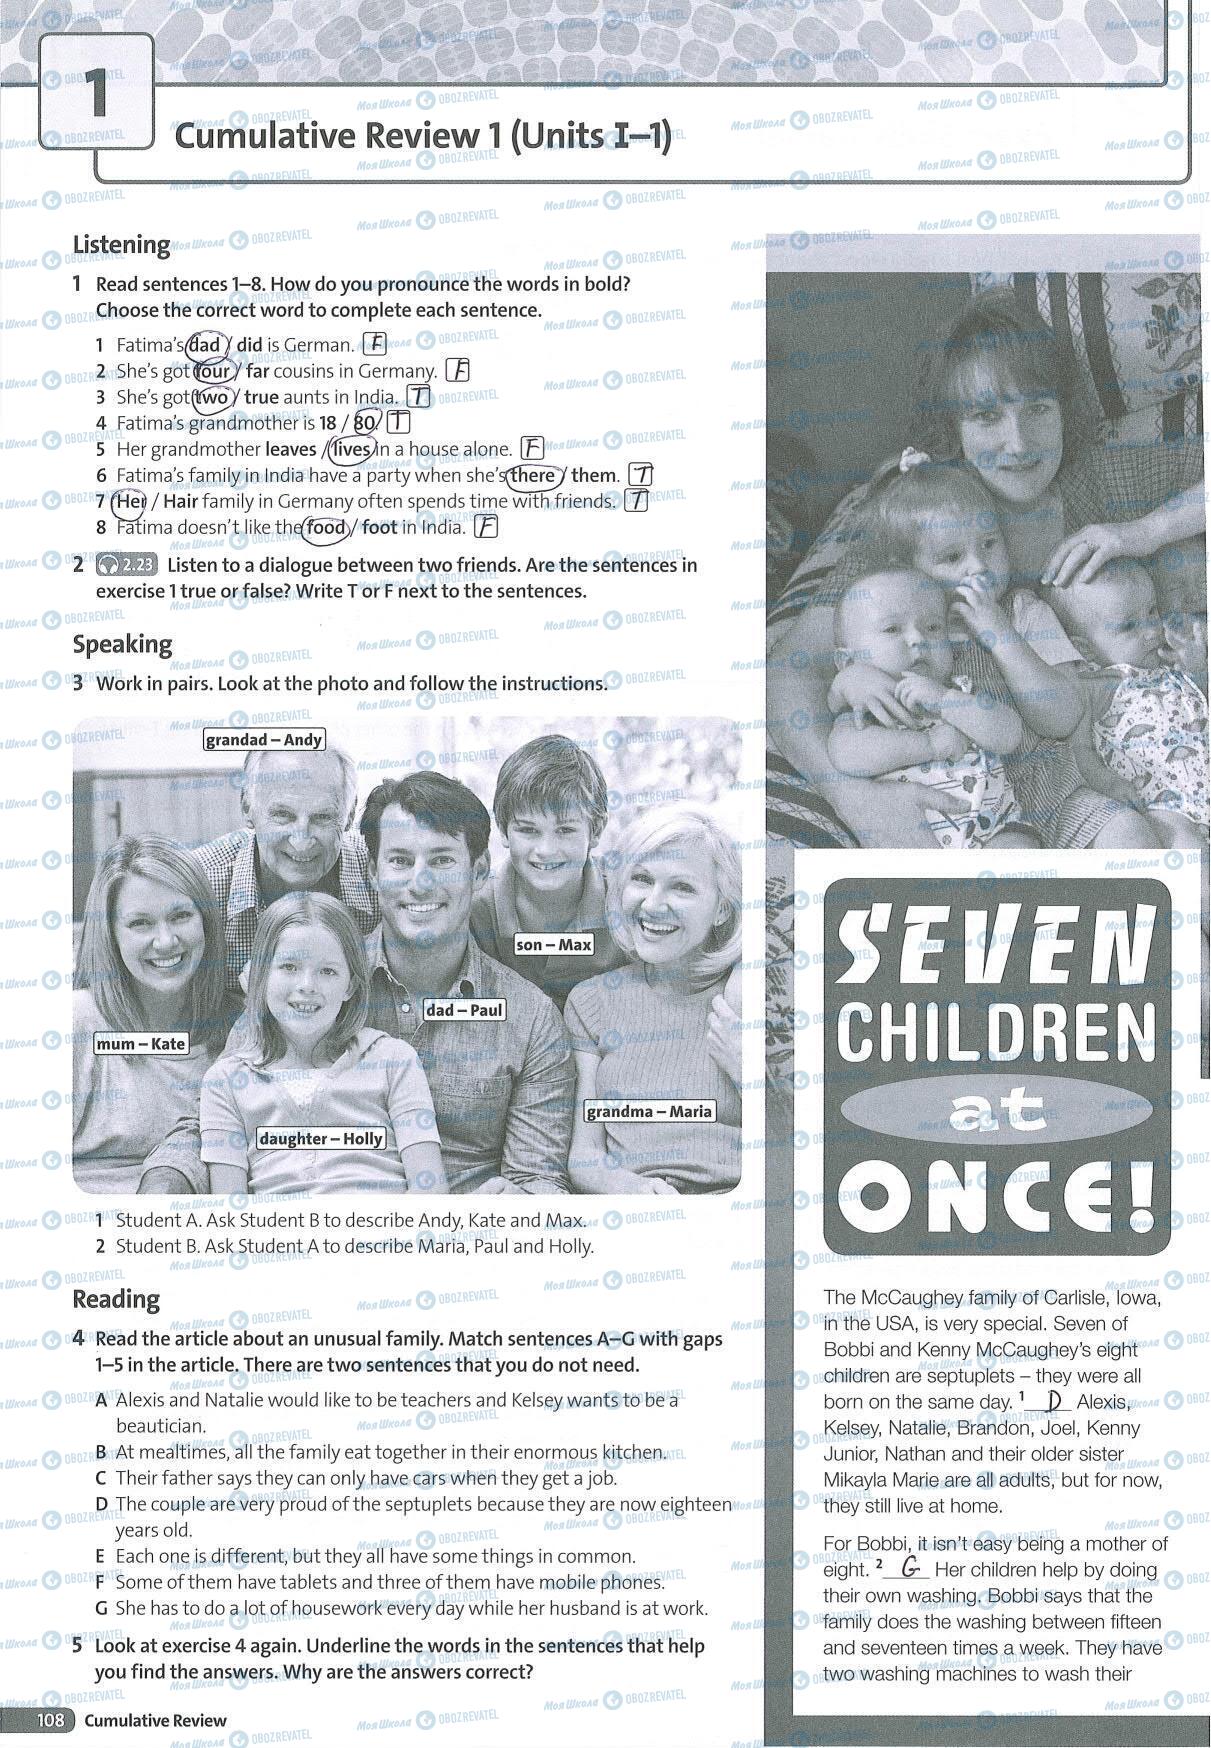 1
Cumulative Review 1 (Units I–1)
Listening
1 Read sentences 1–8. How do you pronounce the words in bold?
Choose the correct word to complete each sentence.
1 Fatima's dad / did is German. F
2 She's got four / far cousins in Germany. F
3 She's got two / true aunts in India. T
4 Fatima's grandmother is 18 / 80. T
5 Her grandmother leaves / lives in a house alone. F
6 Fatima's family in India have a party when she's there / them. T
7 Her / Hair family in Germany often spends time with friends. T
8 Fatima doesn't like the food / foot in India. F
2 2.23 Listen to a dialogue between two friends. Are the sentences in
exercise 1 true or false? Write T or F next to the sentences.
Speaking
3 Work in pairs. Look at the photo and follow the instructions.
grandad – Andy
son – Max
dad – Paul
mum – Kate
grandma – Maria
daughter – Holly
1 Student A. Ask Student B to describe Andy, Kate and Max.
2 Student B. Ask Student A to describe Maria, Paul and Holly.
Reading
4 Read the article about an unusual family. Match sentences A–G with gaps
1–5 in the article. There are two sentences that you do not need.
A Alexis and Natalie would like to be teachers and Kelsey wants to be a
beautician.
B At mealtimes, all the family eat together in their enormous kitchen.
C Their father says they can only have cars when they get a job.
D The couple are very proud of the septuplets because they are now eighteen
years old.
E Each one is different, but they all have some things in common.
F Some of them have tablets and three of them have mobile phones.
G She has to do a lot of housework every day while her husband is at work.
5 Look at exercise 4 again. Underline the words in the sentences that help
you find the answers. Why are the answers correct?
108 Cumulative Review
SEVEN
CHILDREN
at
ONCE!
The McCaughey family of Carlisle, Iowa,
in the USA, is very special. Seven of
Bobbi and Kenny McCaughey's eight
children are septuplets – they were all
born on the same day. 1 D Alexis,
Kelsey, Natalie, Brandon, Joel, Kenny
Junior, Nathan and their older sister
Mikayla Marie are all adults, but for now,
they still live at home.
For Bobbi, it isn't easy being a mother of
eight. 2 G Her children help by doing
their own washing. Bobbi says that the
family does the washing between fifteen
and seventeen times a week. They have
two washing machines to wash their
Моя Школа OBOZREVATEL